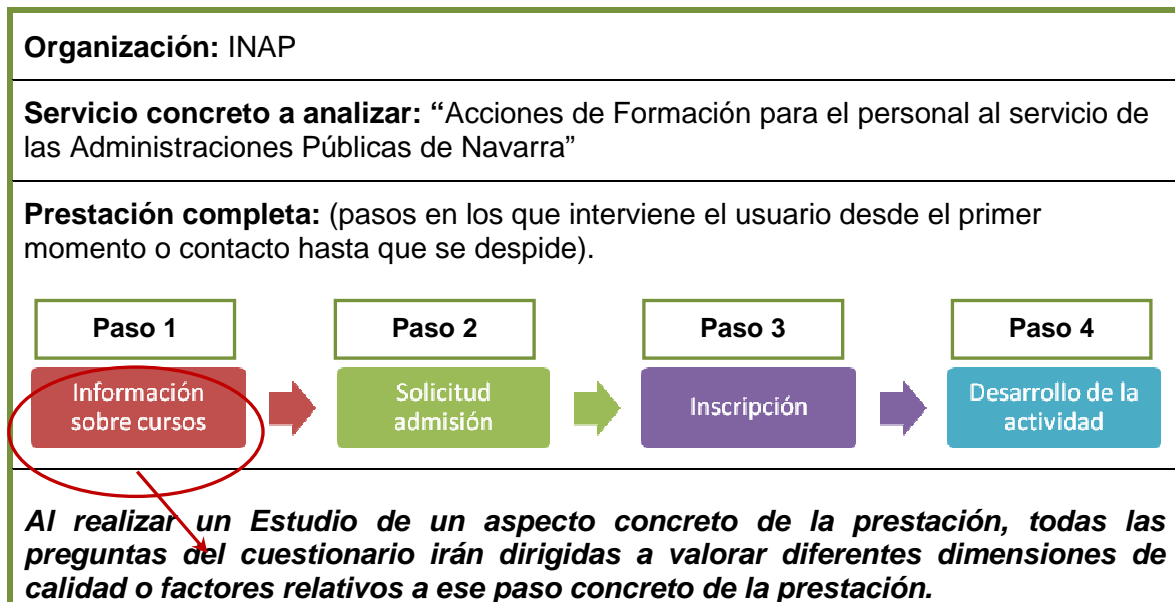 Organización: INAP
Servicio concreto a analizar: “Acciones de Formación para el personal al servicio de
las Administraciones Públicas de Navarra”
Prestación completa: (pasos en los que interviene el usuario desde el primer
momento o contacto hasta que se despide).
Paso 1
Paso 2
Paso 3
Paso 4
Información
sobre cursos
Solicitud
admisión
Inscripción
Desarrollo de la
actividad
Al realizar un Estudio de un aspecto concreto de la prestación, todas las
preguntas del cuestionario irán dirigidas a valorar diferentes dimensiones de
calidad o factores relativos a ese paso concreto de la prestación.